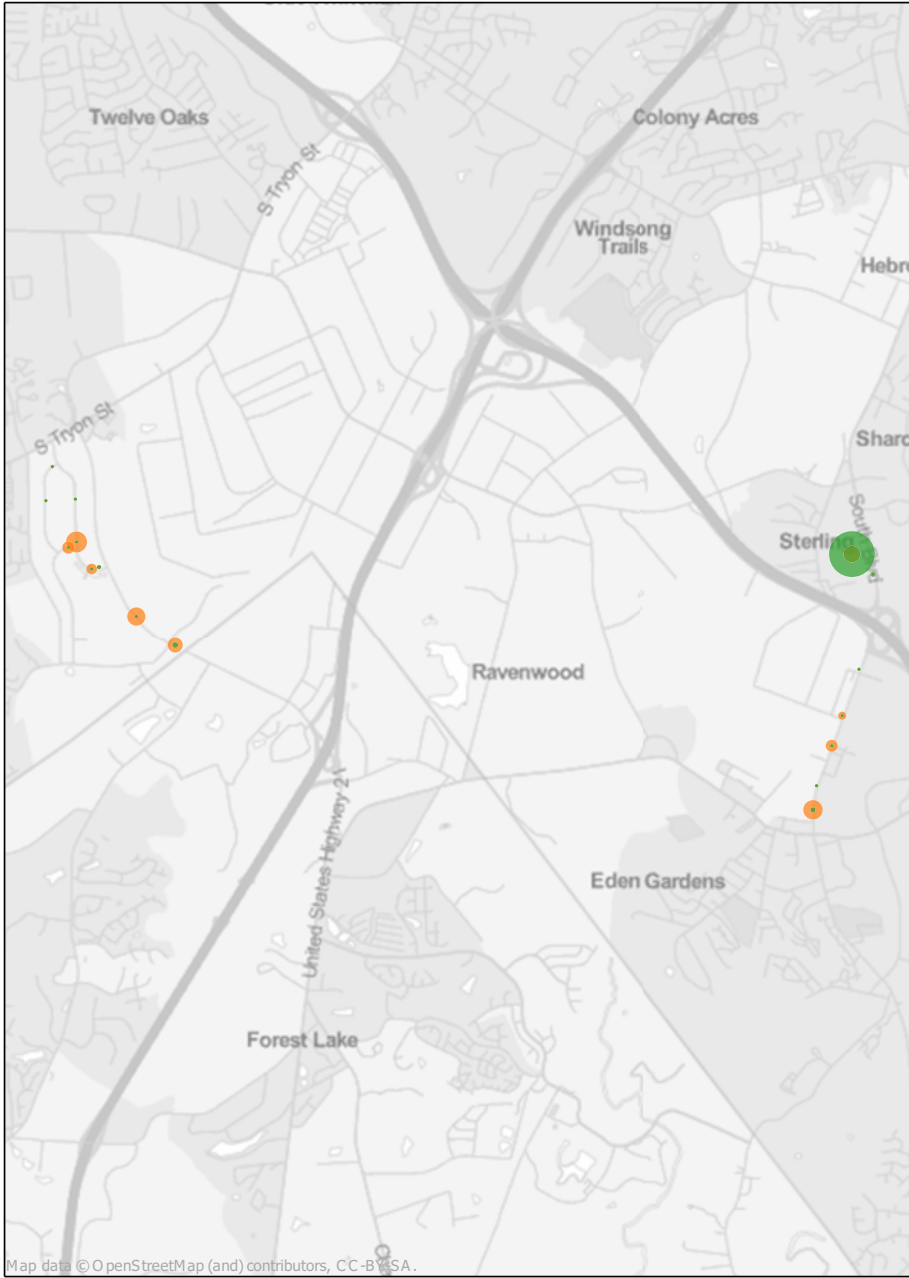 Twelve Oaks
Colony Acres
S Tryon St
Windsong
Trails
Hebr
S Tryon St
Sharo
Sterling
Ravenwood
United States Highway 21
Eden Gardens
Forest Lake
Map data © OpenStreetMap (and) contributors, CC-BY-SA.